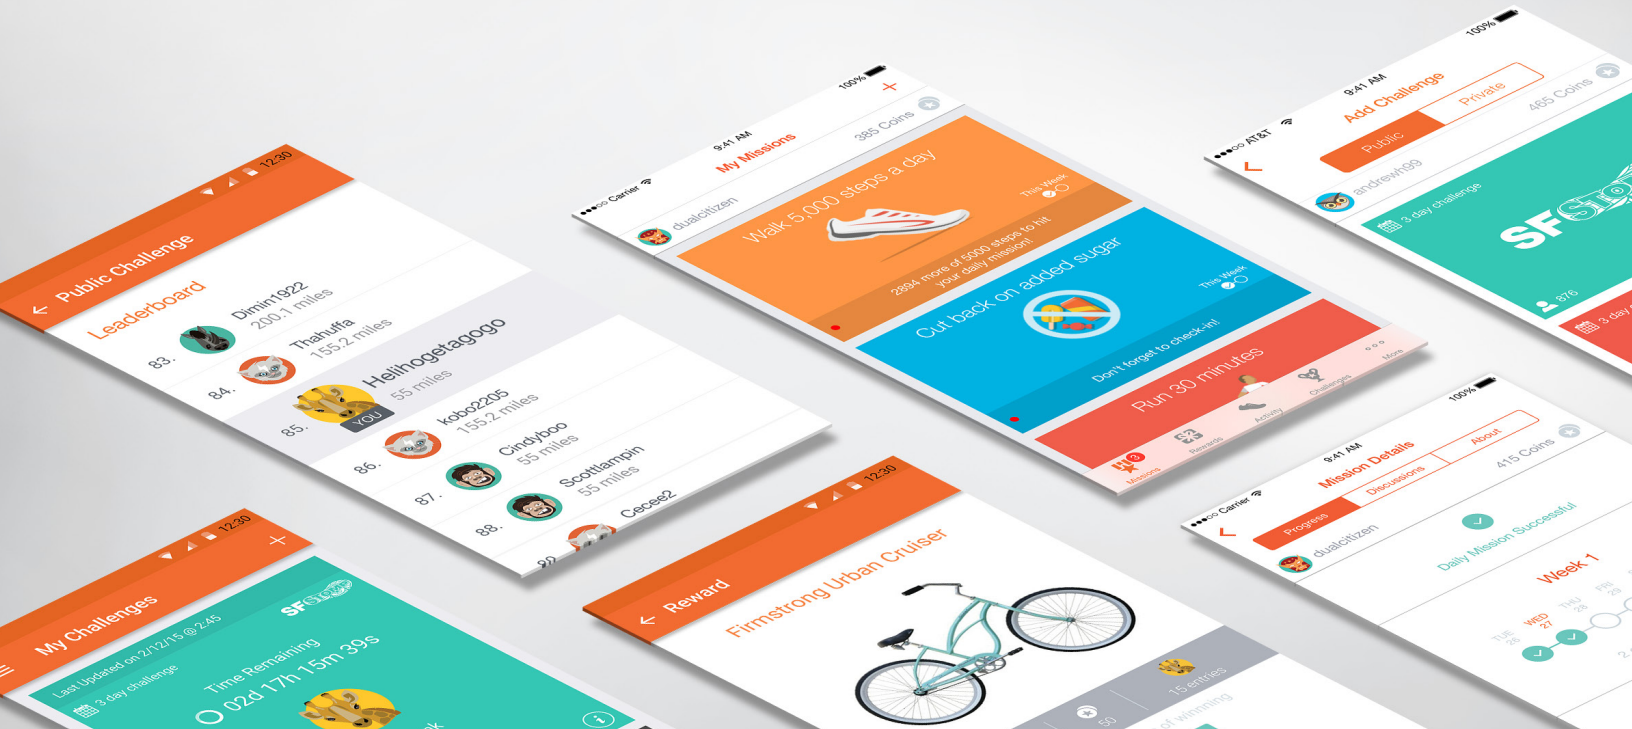 12:30
Public Challenge
Leaderboard
83.
Dimin1922
200.1 miles
84.
Thahuffa
155.2 miles
85.
Helihogetagogo
55 miles
YOU
86.
kobo2205
155.2 miles
87.
Cindyboo
55 miles
88.
Scottlampin
55 miles
Cecee2
Carrier
9:41 AM
100%
My Missions
dualcitizen
385 Coins
Walk 5,000 steps a day
This Week
2894 more of 5000 steps to hit
your daily mission!
Cut back on added sugar
This Week
Don't forget to check-in!
Run 30 minutes
3
Missions
Rewards
Activity
Challenges
More
AT&T
9:41 AM
100%
Add Challenge
Public
Private
andrewh99
465 Coins
3 day challenge
SF
876
3 day
12:30
My Challenges
Last Updated on 2/12/15 @ 2:45
3 day challenge
SF
Time Remaining
02d 17h 15m 39s
12:30
Reward
Firmstrong Urban Cruiser
50
15 entries
of winnning
Carrier
9:41 AM
100%
Mission Details
Progress
Discussions
About
dualcitizen
415 Coins
Daily Mission Successful
Week 1
TUE
26
WED
27
THU
28
FRI
29